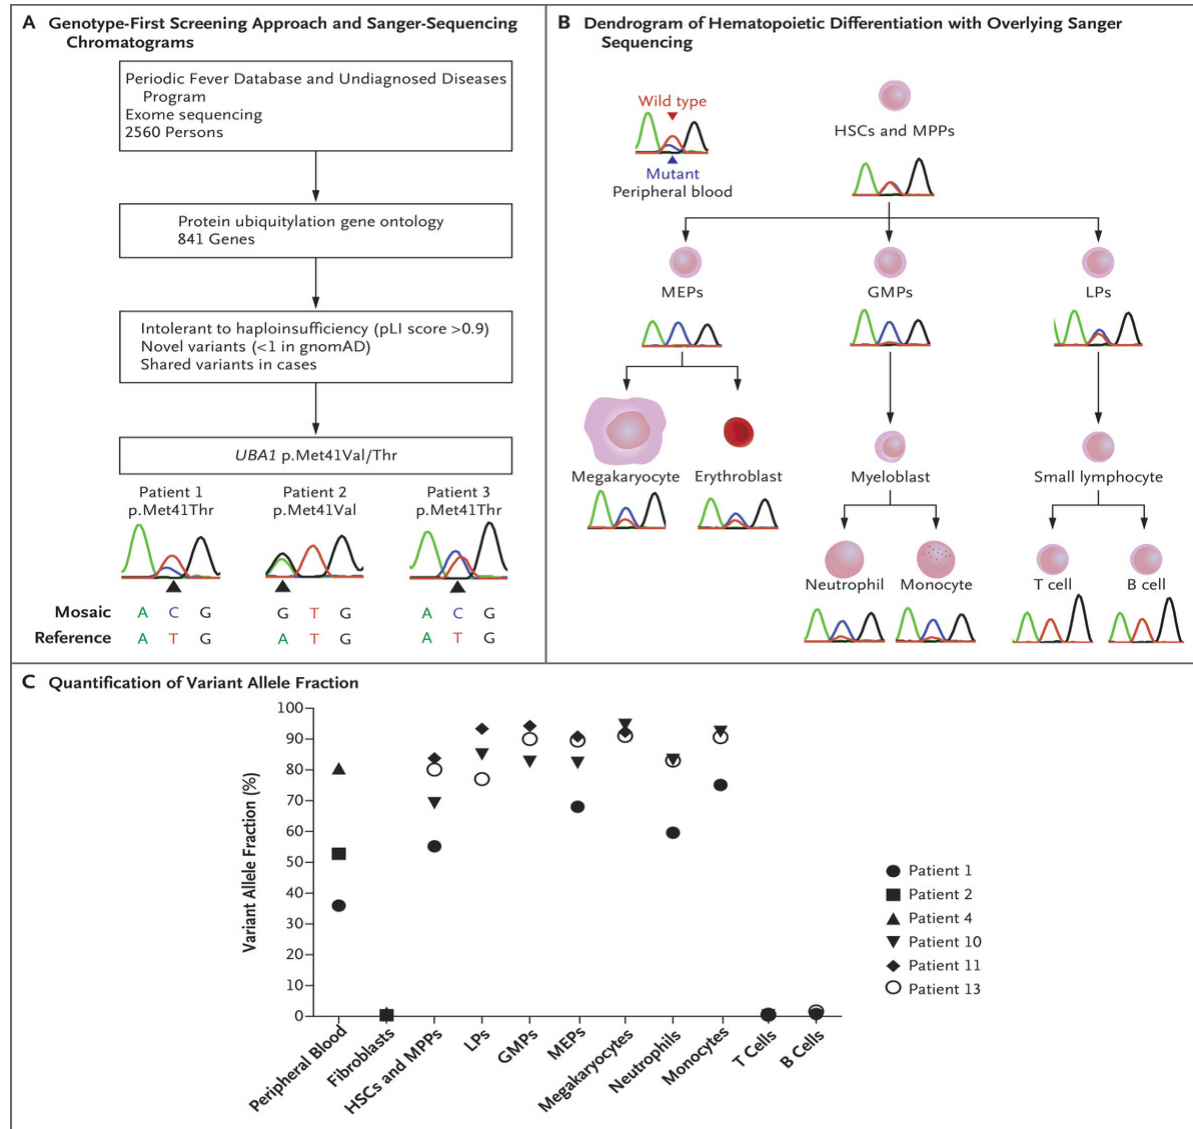 A Genotype-First Screening Approach and Sanger-Sequencing
Chromatograms
Periodic Fever Database and Undiagnosed Diseases
Program
Exome sequencing
2560 Persons
Protein ubiquitylation gene ontology
841 Genes
Intolerant to haploinsufficiency (pLI score >0.9)
Novel variants (<1 in gnomAD)
Shared variants in cases
UBA1 p.Met41Val/Thr
Patient 1
p.Met41Thr
Patient 2
p.Met41Val
Patient 3
p.Met41Thr
Mosaic A C G G T G A C G
Reference A T G A T G A T G
B Dendrogram of Hematopoietic Differentiation with Overlying Sanger
Sequencing
Wild type
Mutant
Peripheral blood
HSCs and MPPs
MEPs
GMPs
LPs
Megakaryocyte
Erythroblast
Myeloblast
Small lymphocyte
Neutrophil
Monocyte
T cell
B cell
C Quantification of Variant Allele Fraction
Variant Allele Fraction (%)
100
90
80
70
60
50
40
30
20
10
0
Peripheral Blood
Fibroblasts
HSCs and MPPs
LPs
GMPs
MEPs
Megakaryocytes
Neutrophils
Monocytes
T Cells
B Cells
Patient 1
Patient 2
Patient 4
Patient 10
Patient 11
Patient 13